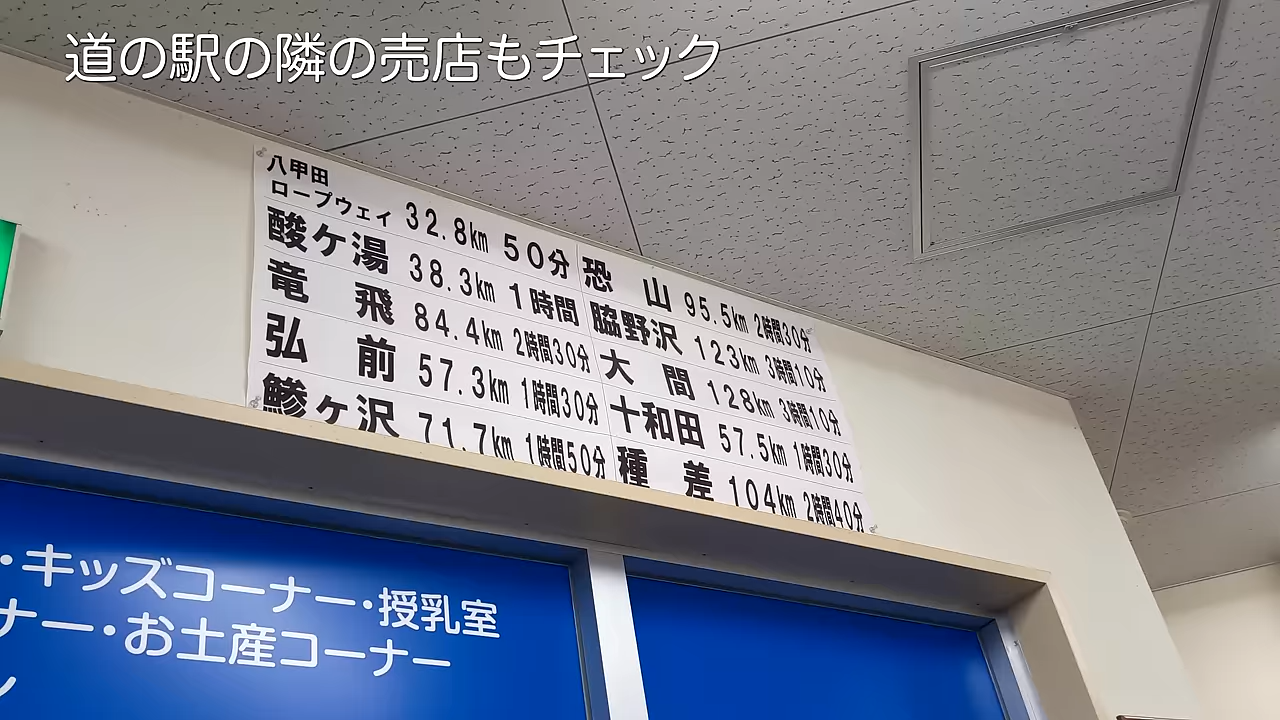 道の駅の隣の売店もチェック
八甲田
ロープウェイ 32.8km 50分
酸ケ湯 38.3km 1時間
竜 飛 84.4km 2時間30分
弘 前 57.3km 1時間30分
鯵ヶ沢 71.7km 1時間50分
恐 山 95.5km 2時間30分
脇野沢 123km 3時間10分
大 間 128km 3時間10分
十和田 57.5km 1時間30分
種 差 104km 2時間40分
・キッズコーナー・授乳室
ナー・お土産コーナー